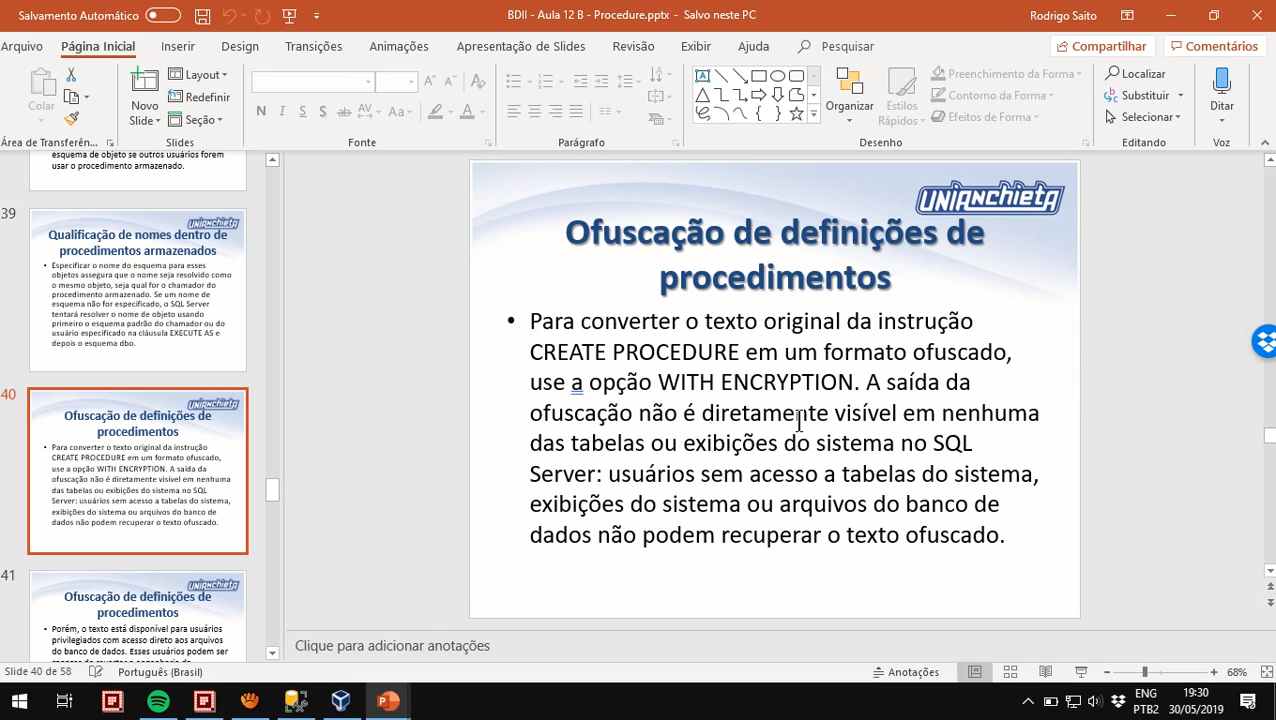 Salvamento Automático
BDII - Aula 12 B - Procedure.pptx - Salvo neste PC
Rodrigo Saito
Arquivo Página Inicial Inserir Design Transições Animações Apresentação de Slides Revisão Exibir Ajuda Pesquisar Compartilhar Comentários
Colar
Novo
Slide
Layout
Redefinir
Seção
N I S S ab AV Aa A
Organizar
Estilos
Rápidos
Preenchimento da Forma
Contorno da Forma
Efeitos de Forma
Localizar
Substituir
Selecionar
Ditar
Área de Transferên...
Slides
Fonte
Parágrafo
Desenho
Editando
Voz
esquema de objeto se outros usuários forem
usar o procedimento armazenado.
39
UNIANCHIETA
Qualificação de nomes dentro de
procedimentos armazenados
• Especificar o nome do esquema para esses
objetos assegura que o nome seja resolvido como
o mesmo objeto, seja qual for o chamador do
procedimento armazenado. Se um nome de
esquema não for especificado, o SQL Server
tentará resolver o nome de objeto usando
primeiro o esquema padrão do chamador ou do
usuário especificado na cláusula EXECUTE AS e
depois o esquema dbo.
40
UNIANCHIETA
Ofuscação de definições de
procedimentos
• Para converter o texto original da instrução
CREATE PROCEDURE em um formato ofuscado,
use a opção WITH ENCRYPTION. A saída da
ofuscação não é diretamente visível em nenhuma
das tabelas ou exibições do sistema no SQL
Server: usuários sem acesso a tabelas do sistema,
exibições do sistema ou arquivos do banco de
dados não podem recuperar o texto ofuscado.
41
UNIANCHIETA
Ofuscação de definições de
procedimentos
• Porém, o texto está disponível para usuários
privilegiados com acesso direto aos arquivos
do banco de dados. Esses usuários podem ser
UNIANCHIETA
Ofuscação de definições de
procedimentos
• Para converter o texto original da instrução
CREATE PROCEDURE em um formato ofuscado,
use a opção WITH ENCRYPTION. A saída da
ofuscação não é diretamente visível em nenhuma
das tabelas ou exibições do sistema no SQL
Server: usuários sem acesso a tabelas do sistema,
exibições do sistema ou arquivos do banco de
dados não podem recuperar o texto ofuscado.
Clique para adicionar anotações
Slide 40 de 58 Português (Brasil) Anotações 68%
ENG
PTB2
19:30
30/05/2019